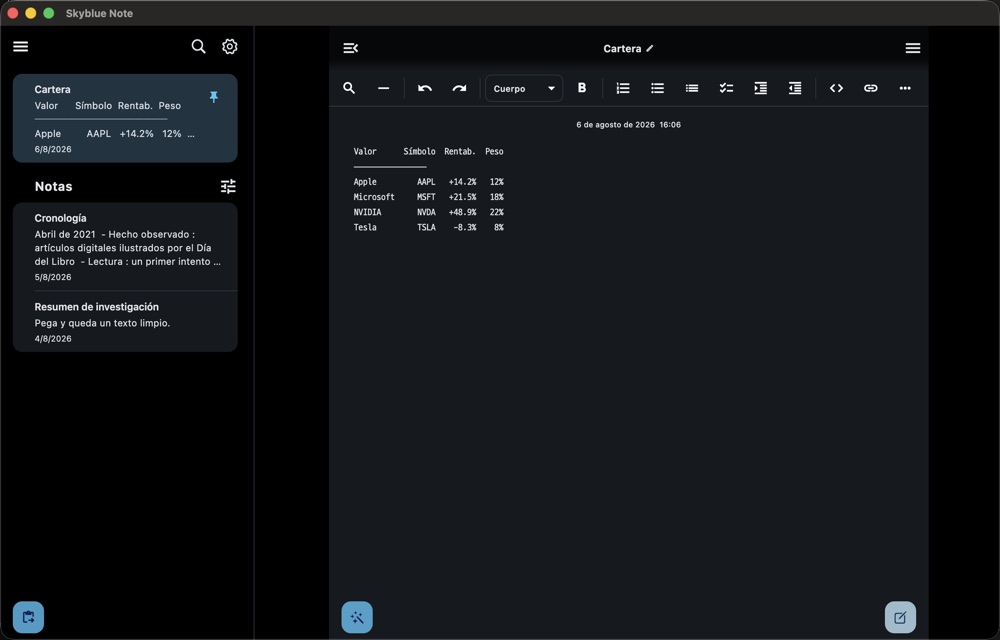 Skyblue Note
Cartera
Valor Símbolo Rentab. Peso
Apple AAPL +14.2% 12% ...
6/8/2026
Notas
Cronología
Abril de 2021 - Hecho observado :
artículos digitales ilustrados por el Día
del Libro - Lectura : un primer intento ...
5/8/2026
Resumen de investigación
Pega y queda un texto limpio.
4/8/2026
Cartera
Cuerpo
B
6 de agosto de 2026 16:06
Valor Símbolo Rentab. Peso
Apple AAPL +14.2% 12%
Microsoft MSFT +21.5% 18%
NVIDIA NVDA +48.9% 22%
Tesla TSLA −8.3% 8%